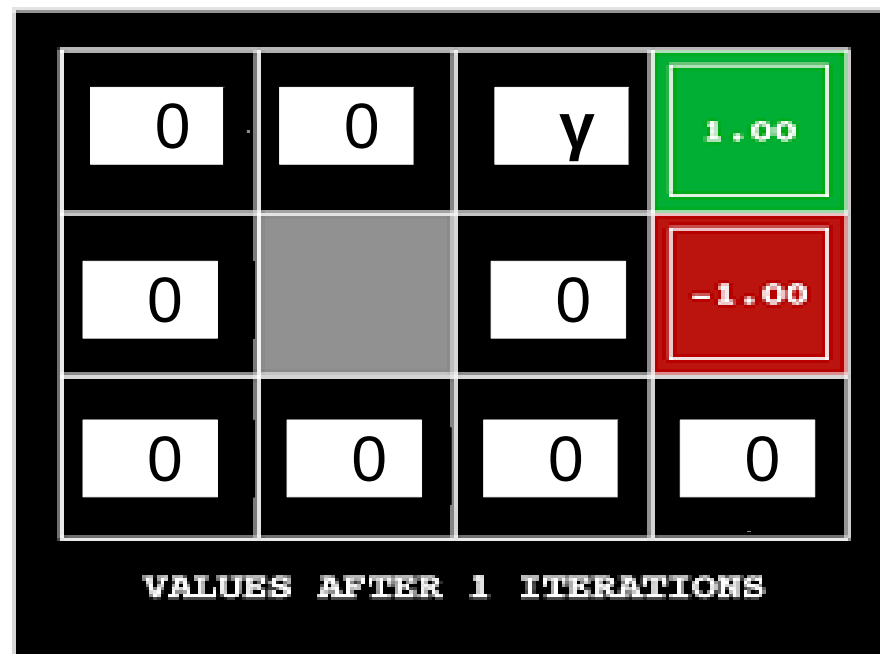 0 0 γ 1.00
0 0 -1.00
0 0 0 0
VALUES AFTER 1 ITERATIONS